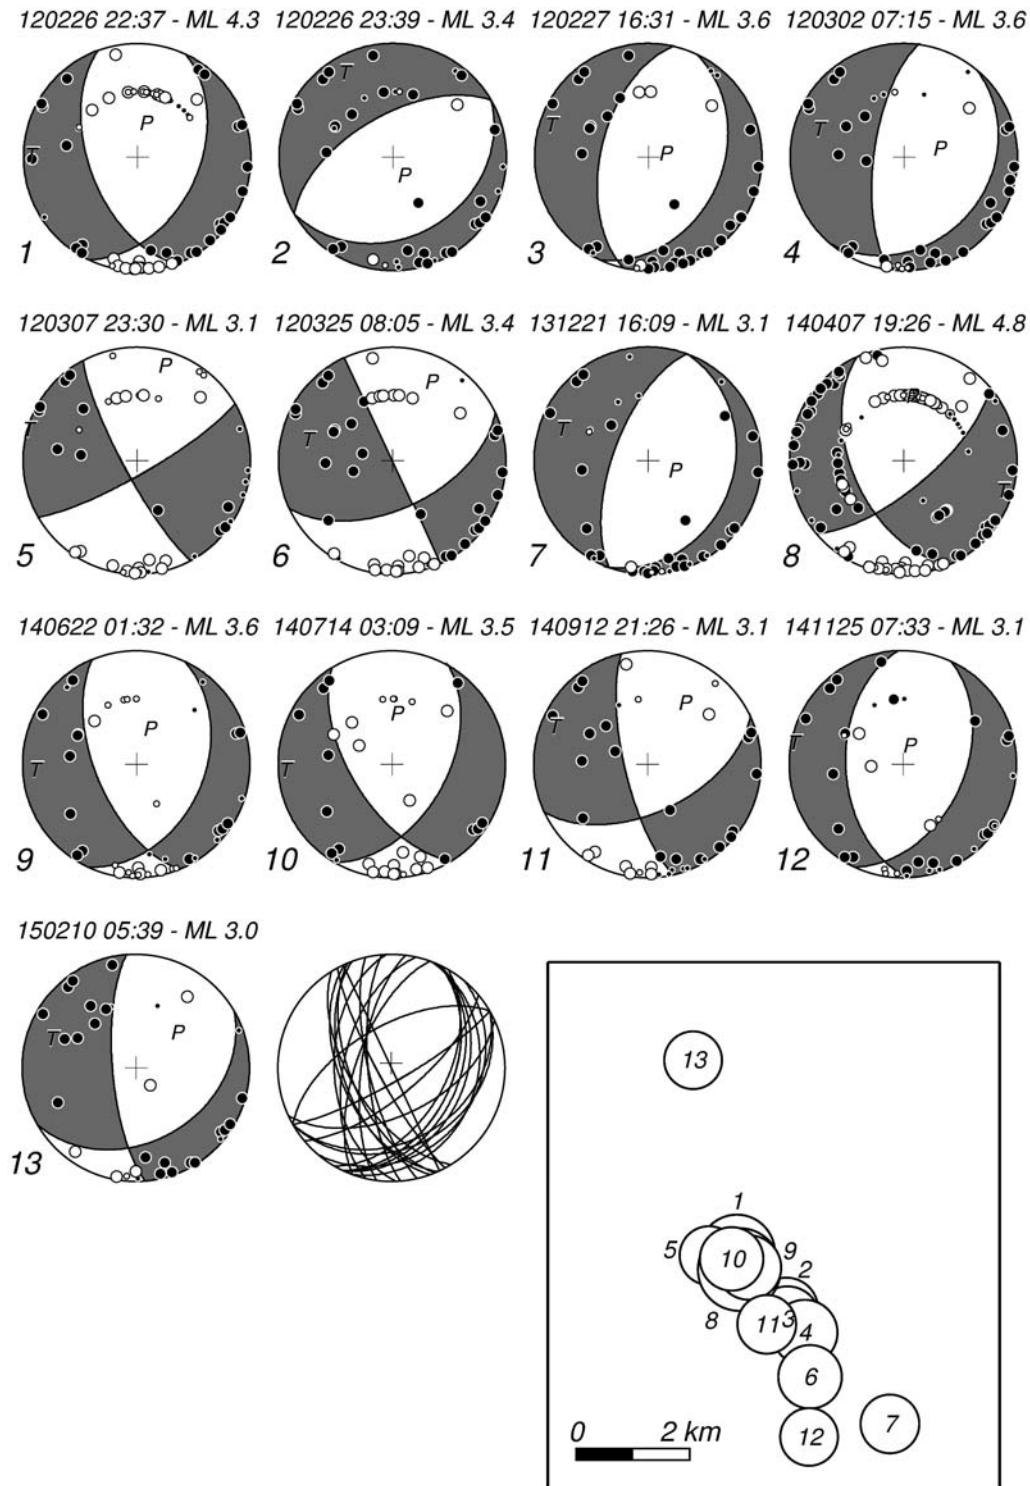 120226 22:37 - ML 4.3
120226 23:39 - ML 3.4
120227 16:31 - ML 3.6
120302 07:15 - ML 3.6
T
P
1
T
P
2
T
P
3
T
P
4
120307 23:30 - ML 3.1
120325 08:05 - ML 3.4
131221 16:09 - ML 3.1
140407 19:26 - ML 4.8
T
P
5
T
P
6
T
P
7
T
8
140622 01:32 - ML 3.6
140714 03:09 - ML 3.5
140912 21:26 - ML 3.1
141125 07:33 - ML 3.1
T
P
9
T
P
10
T
P
11
T
P
12
150210 05:39 - ML 3.0
T
P
13
13
1
5
10
9
2
8
11
3
4
6
7
12
0 2 km